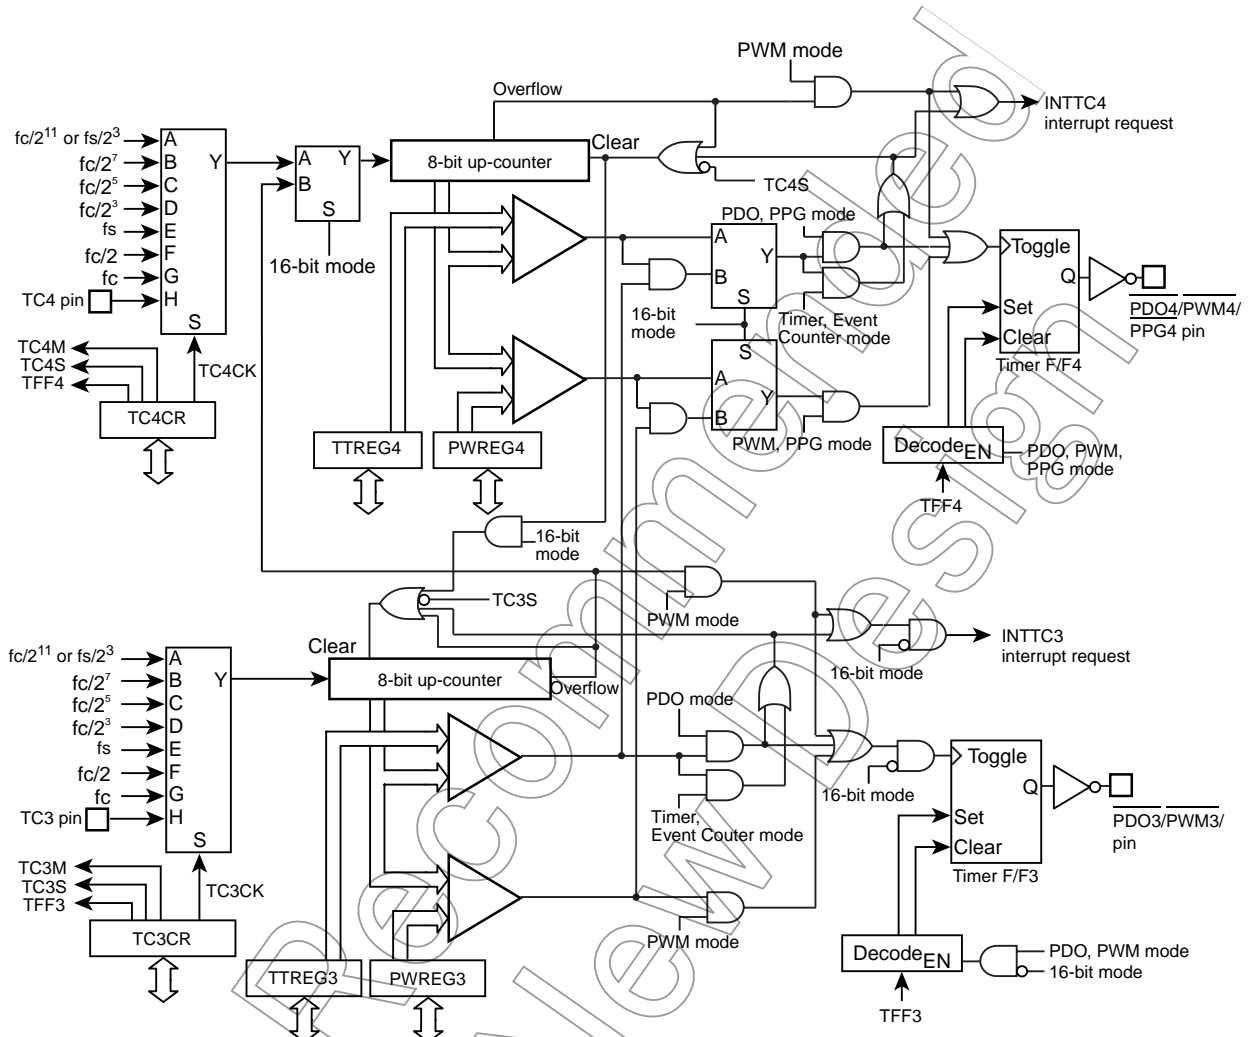 PWM mode
Overflow
INTTC4
interrupt request
fc/2¹¹ or fs/2³
fc/2⁷
fc/2⁵
fc/2³
fs
fc/2
fc
TC4 pin
A
B
C
D
E
F
G
H
Y
S
A
B
Y
S
16-bit mode
8-bit up-counter
Clear
TC4S
PDO, PPG mode
A
B
Y
S
16-bit
mode
Timer, Event
Counter mode
S
A
B
Y
PWM, PPG mode
Toggle
Q
Set
Clear
Timer F/F4
PDO4/PWM4/
PPG4 pin
TC4M
TC4S
TFF4
TC4CK
TC4CR
TTREG4
PWREG4
Decode
EN
PDO, PWM,
PPG mode
TFF4
16-bit
mode
TC3S
PWM mode
INTTC3
interrupt request
16-bit mode
Clear
8-bit up-counter
Overflow
fc/2¹¹ or fs/2³
fc/2⁷
fc/2⁵
fc/2³
fs
fc/2
fc
TC3 pin
A
B
C
D
E
F
G
H
Y
S
PDO mode
Timer,
Event Couter mode
16-bit mode
Toggle
Q
Set
Clear
Timer F/F3
PDO3/PWM3/
pin
TC3M
TC3S
TFF3
TC3CK
TC3CR
TTREG3
PWREG3
PWM mode
Decode
EN
PDO, PWM mode
16-bit mode
TFF3
Recommended
New Design